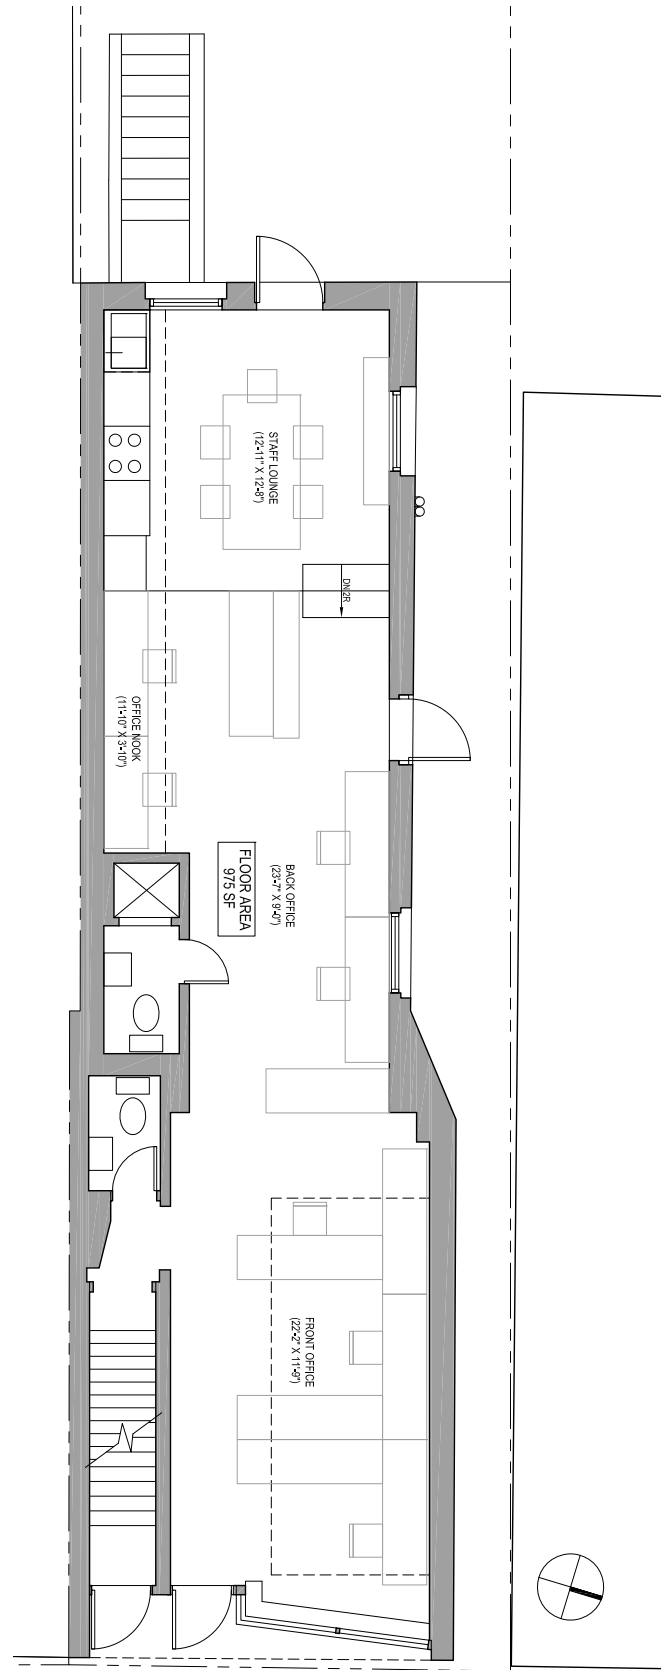 STAFF LOUNGE
(12'-11" X 12'-8")
DN 2R
OFFICE NOOK
(11'-10" X 3'-10")
FLOOR AREA
975 SF
BACK OFFICE
(23'-7" X 9'-0")
FRONT OFFICE
(22'-2" X 11'-9")